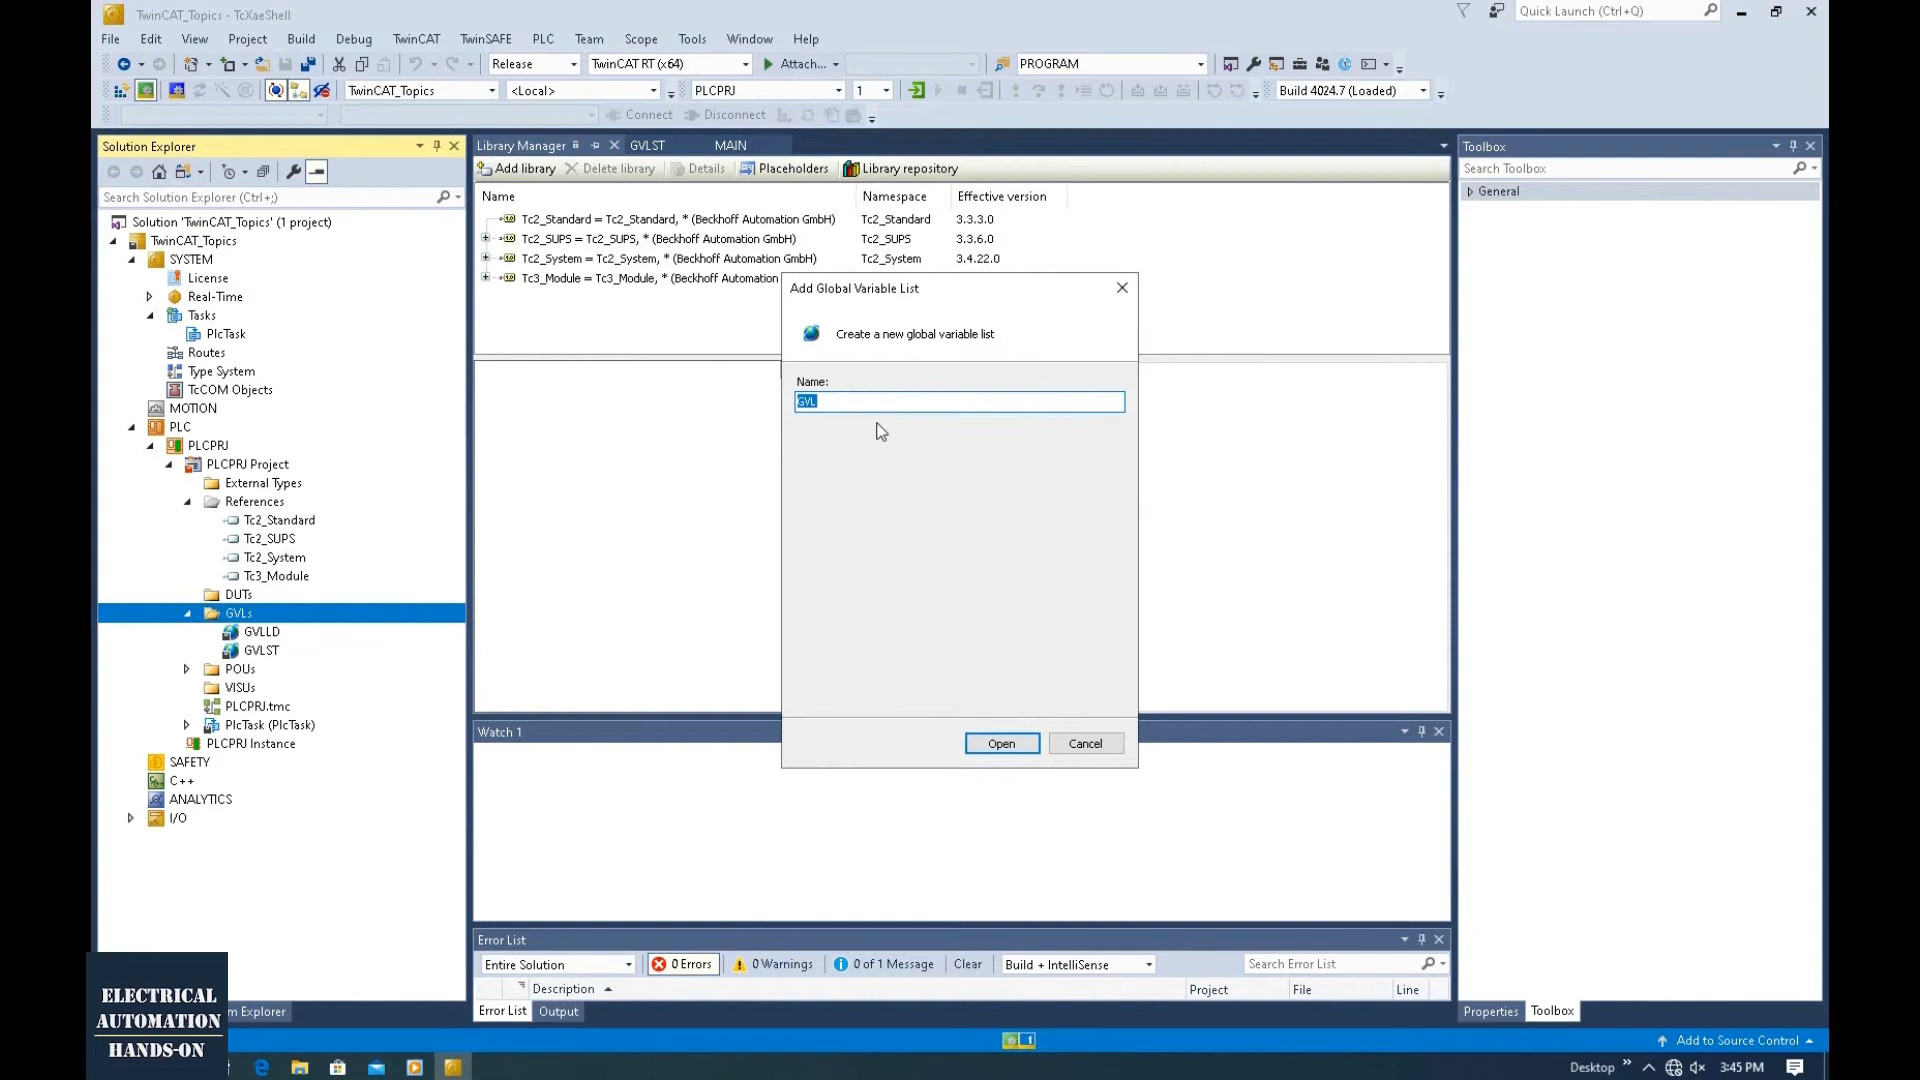 TwinCAT_Topics - TcXaeShell
Quick Launch (Ctrl+Q)
File Edit View Project Build Debug TwinCAT TwinSAFE PLC Team Scope Tools Window Help
Release TwinCAT RT (x64) Attach... PROGRAM
TwinCAT_Topics <Local> PLCPRJ 1 Build 4024.7 (Loaded)
Connect Disconnect
Solution Explorer
Search Solution Explorer (Ctrl+;)
Solution 'TwinCAT_Topics' (1 project)
TwinCAT_Topics
SYSTEM
License
Real-Time
Tasks
PlcTask
Routes
Type System
TcCOM Objects
MOTION
PLC
PLCPRJ
PLCPRJ Project
External Types
References
Tc2_Standard
Tc2_SUPS
Tc2_System
Tc3_Module
DUTs
GVLs
GVLLD
GVLST
POUs
VISUs
PLCPRJ.tmc
PlcTask (PlcTask)
PLCPRJ Instance
SAFETY
C++
ANALYTICS
I/O
Library Manager GVLST MAIN
Add library Delete library Details Placeholders Library repository
Name Namespace Effective version
Tc2_Standard = Tc2_Standard, * (Beckhoff Automation GmbH) Tc2_Standard 3.3.3.0
Tc2_SUPS = Tc2_SUPS, * (Beckhoff Automation GmbH) Tc2_SUPS 3.3.6.0
Tc2_System = Tc2_System, * (Beckhoff Automation GmbH) Tc2_System 3.4.22.0
Tc3_Module = Tc3_Module, * (Beckhoff Automation
Add Global Variable List
Create a new global variable list
Name:
GVL
Open Cancel
Watch 1
Error List
Entire Solution 0 Errors 0 Warnings 0 of 1 Message Clear Build + IntelliSense Search Error List
Description Project File Line
Error List Output
Toolbox
Search Toolbox
General
Properties Toolbox
m Explorer
ELECTRICAL
AUTOMATION
HANDS-ON
1
Add to Source Control
Desktop 3:45 PM